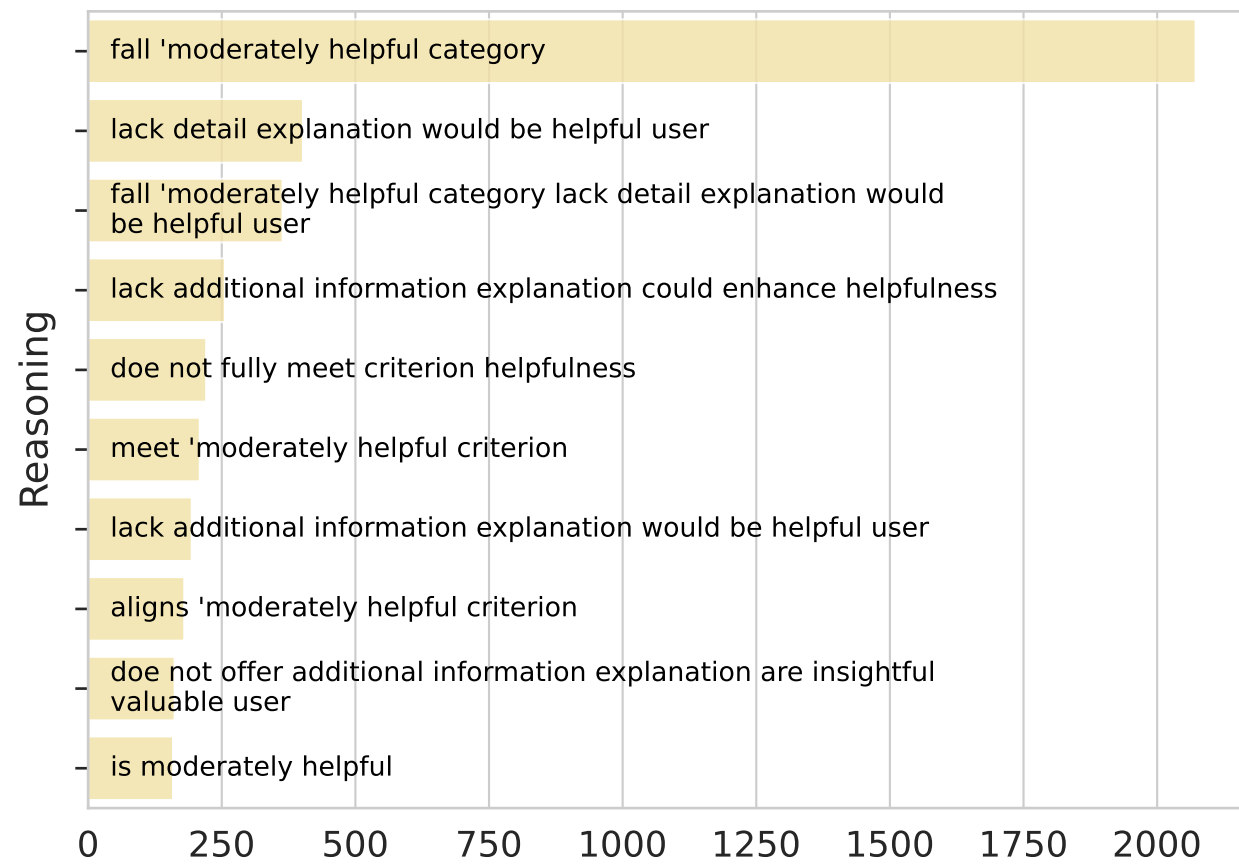 fall 'moderately helpful category
lack detail explanation would be helpful user
fall 'moderately helpful category lack detail explanation would
be helpful user
lack additional information explanation could enhance helpfulness
doe not fully meet criterion helpfulness
meet 'moderately helpful criterion
lack additional information explanation would be helpful user
aligns 'moderately helpful criterion
doe not offer additional information explanation are insightful
valuable user
is moderately helpful
Reasoning
0 250 500 750 1000 1250 1500 1750 2000